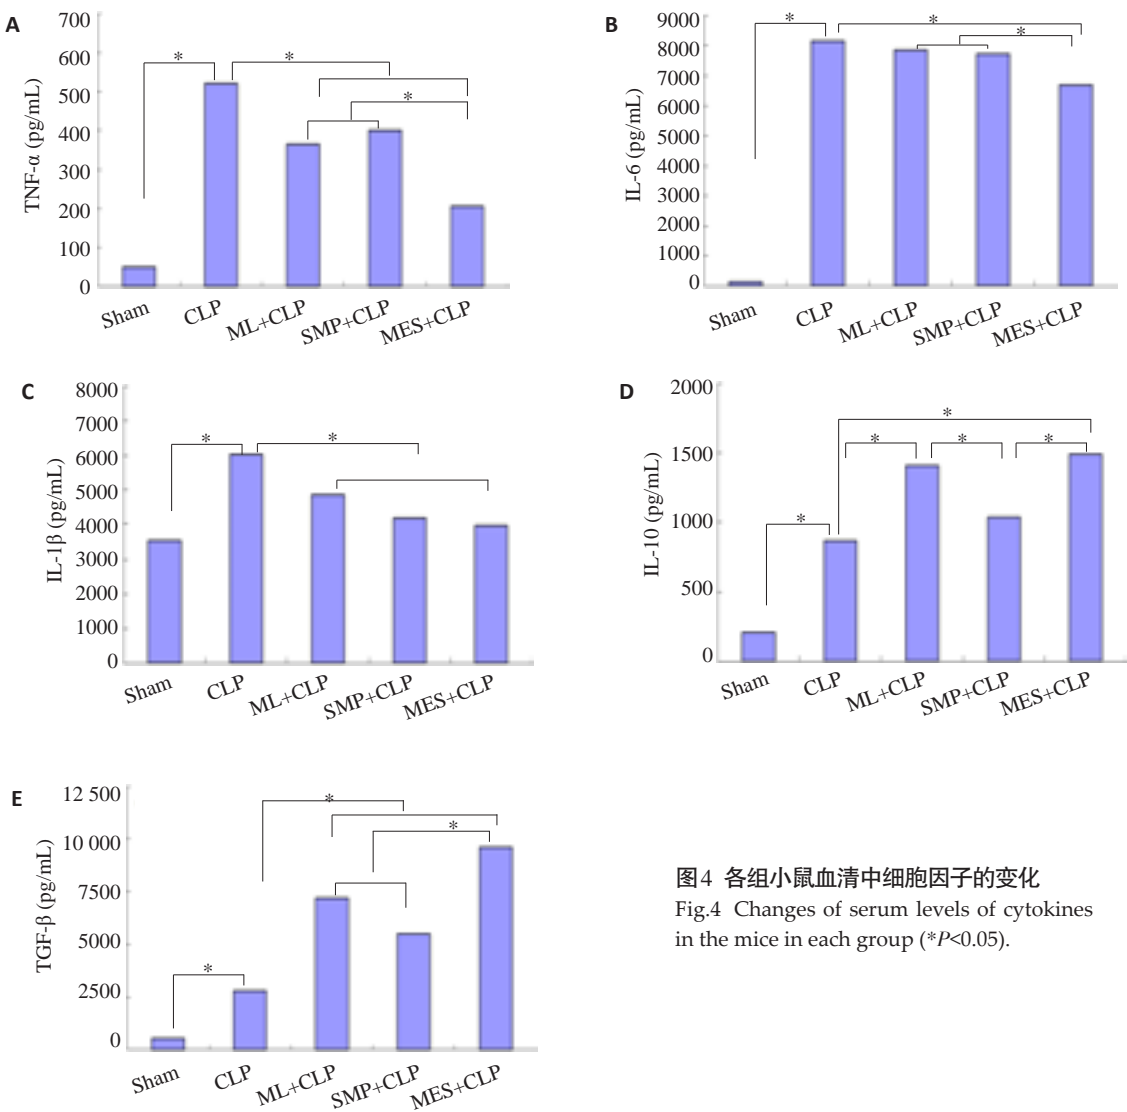 A
700
600
500
400
300
200
100
0
TNF-α (pg/mL)
*
*
*
Sham
CLP
ML+CLP
SMP+CLP
MES+CLP
B
9000
8000
7000
6000
5000
4000
3000
2000
1000
0
IL-6 (pg/mL)
*
*
*
Sham
CLP
ML+CLP
SMP+CLP
MES+CLP
C
8000
7000
6000
5000
4000
3000
2000
1000
0
IL-1β (pg/mL)
*
*
Sham
CLP
ML+CLP
SMP+CLP
MES+CLP
D
2000
1500
1000
500
0
IL-10 (pg/mL)
*
*
*
*
*
Sham
CLP
ML+CLP
SMP+CLP
MES+CLP
E
12 500
10 000
7500
5000
2500
0
TGF-β (pg/mL)
*
*
*
Sham
CLP
ML+CLP
SMP+CLP
MES+CLP
图4 各组小鼠血清中细胞因子的变化
Fig.4 Changes of serum levels of cytokines
in the mice in each group (*P<0.05).